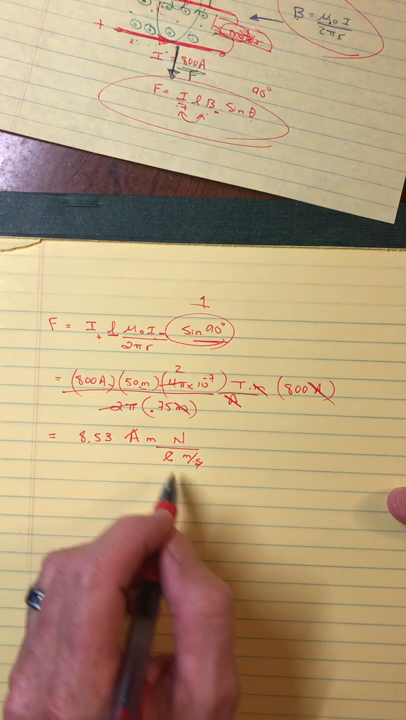 B = μ₀ I / 2πr
+
I
800A
F = I ℓ B sin θ
+
90°
1
F = I₊ ℓ μ₀ I / 2πr sin 90°
2
= (800A)(50m)(4π x 10⁻⁷) T·m / A (800A)
2π (.75m)
= 8.53 A m N